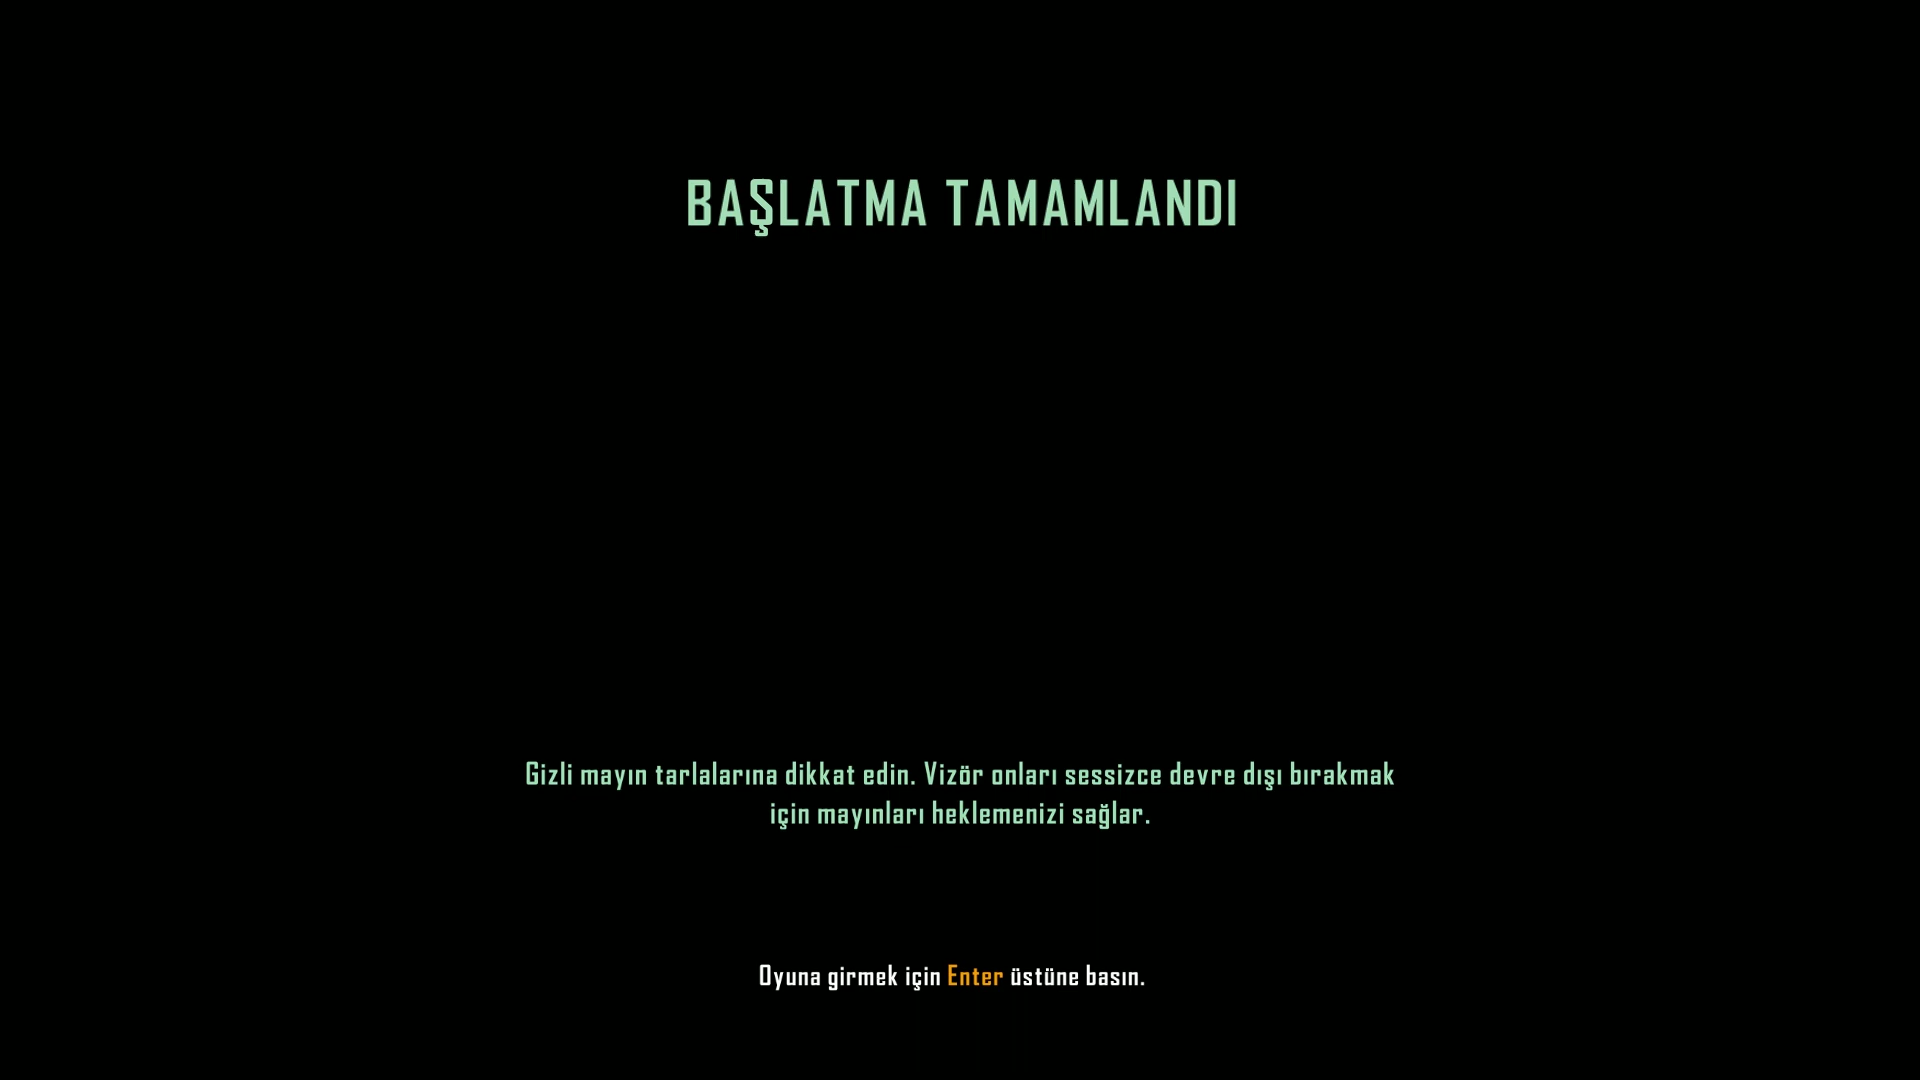 BAŞLATMA TAMAMLANDI
Gizli mayın tarlalarına dikkat edin. Vizör onları sessizce devre dışı bırakmak
için mayınları heklemenizi sağlar.
Oyuna girmek için Enter üstüne basın.